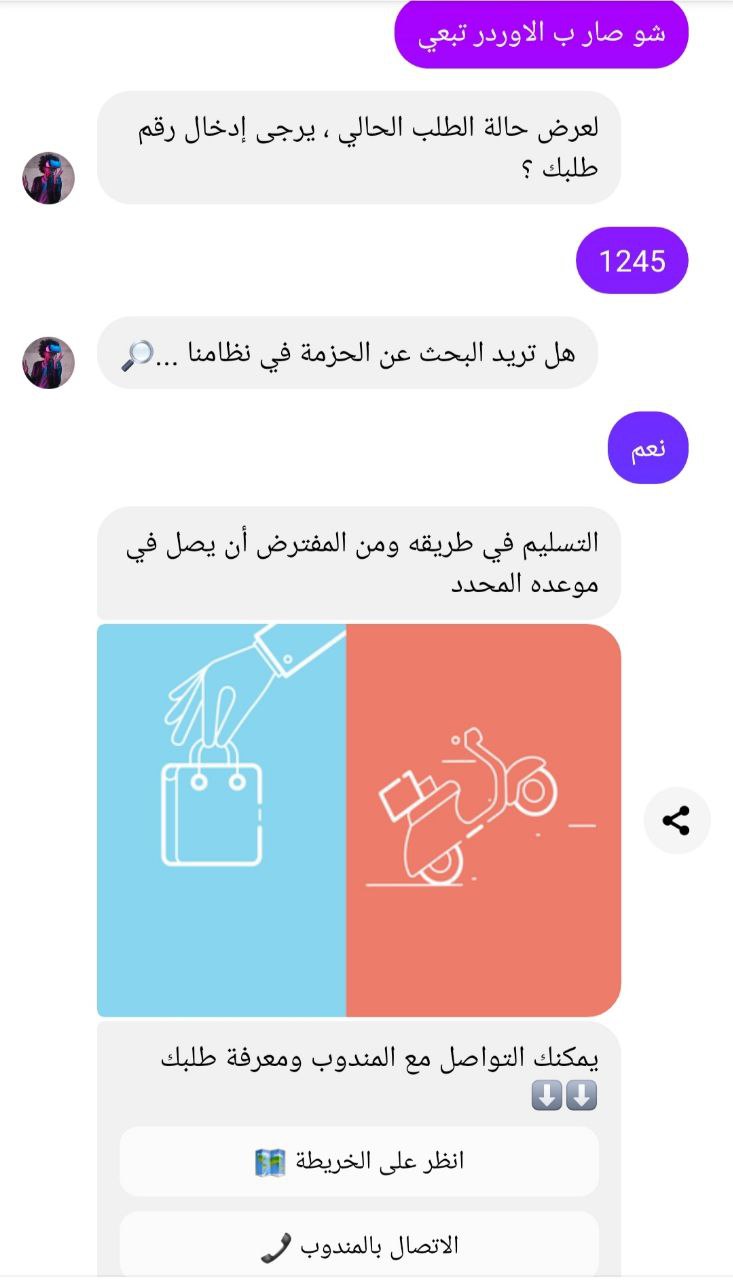 شو صار ب الاوردر تبعي
لعرض حالة الطلب الحالي ، يرجى إدخال رقم
طلبك ؟
1245
هل تريد البحث عن الحزمة في نظامنا ...🔎
نعم
التسليم في طريقه ومن المفترض أن يصل في
موعده المحدد
يمكنك التواصل مع المندوب ومعرفة طلبك
⬇️⬇️
انظر على الخريطة 🗺️
الاتصال بالمندوب 📞